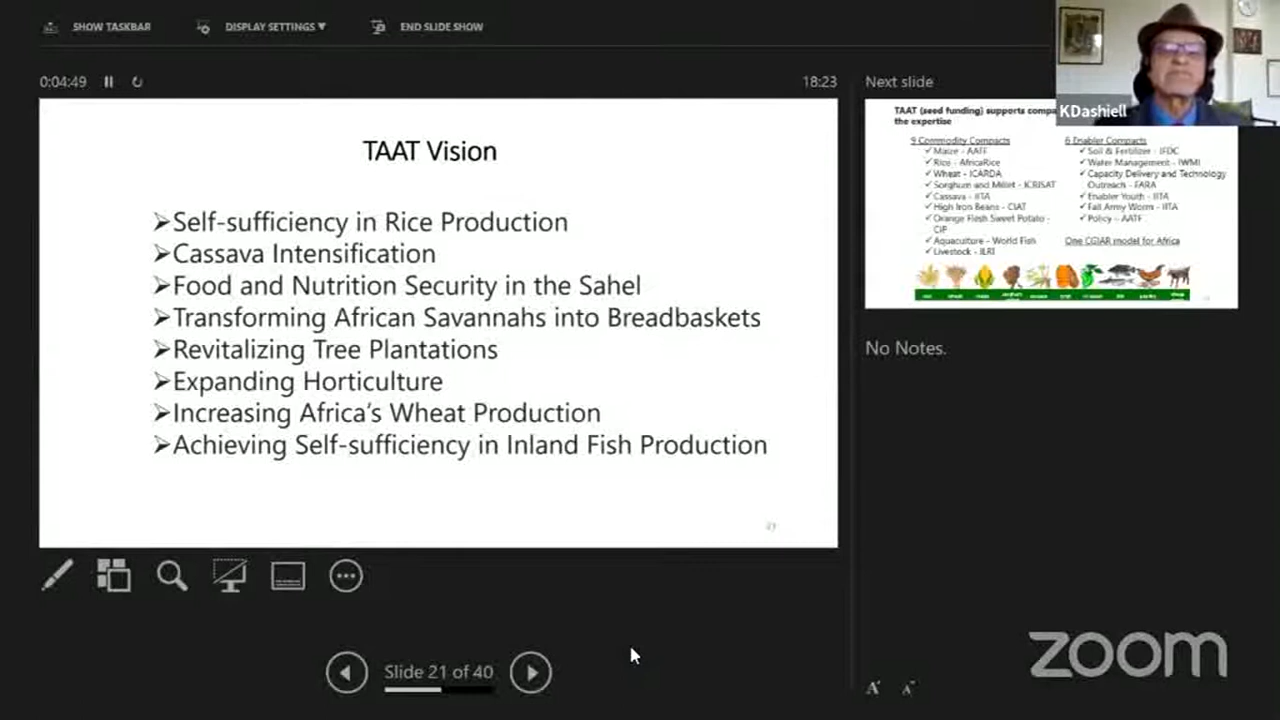 SHOW TASKBAR
DISPLAY SETTINGS ▼
END SLIDE SHOW
0:04:49
18:23
Next slide
KDashiell
TAAT Vision
➢Self-sufficiency in Rice Production
➢Cassava Intensification
➢Food and Nutrition Security in the Sahel
➢Transforming African Savannahs into Breadbaskets
➢Revitalizing Tree Plantations
➢Expanding Horticulture
➢Increasing Africa's Wheat Production
➢Achieving Self-sufficiency in Inland Fish Production
TAAT (seed funding) supports
the expertise
9 Commodity Compacts
✓Maize - AATF
✓Rice - AfricaRice
✓Wheat - ICARDA
✓Sorghum and Millet - ICRISAT
✓Cassava - IITA
✓High Iron Beans - CIAT
✓Orange Flesh Sweet Potato -
CIP
✓Aquaculture - World Fish
✓Livestock - ILRI
6 Enabler Compacts
✓Soil & Fertilizer - IFDC
✓Water Management - IWMI
✓Capacity Delivery and Technology
Outreach - FARA
✓Enabler Youth - IITA
✓Fall Army Worm - IITA
✓Policy - AATF
One CGIAR model for Africa
No Notes.
Slide 21 of 40
A A
zoom